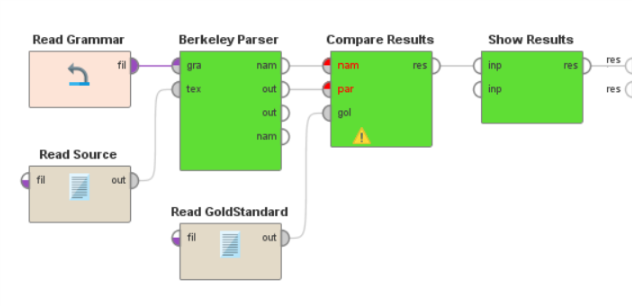 Read Grammar
fil
Berkeley Parser
gra nam
tex out
out
nam
Compare Results
nam res
par
gol
Show Results
inp res
inp
res
res
Read Source
fil out
Read GoldStandard
fil out